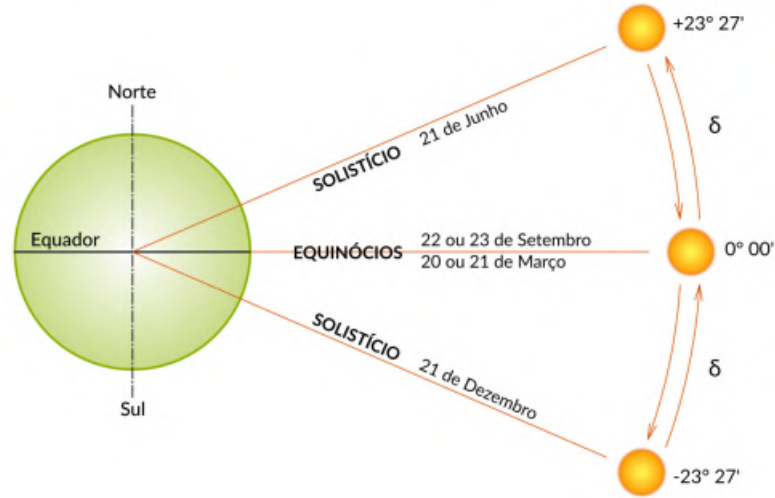 +23° 27'
Norte
δ
SOLISTÍCIO 21 de Junho
Equador
EQUINÓCIOS
22 ou 23 de Setembro
20 ou 21 de Março
0° 00'
SOLISTÍCIO 21 de Dezembro
δ
Sul
-23° 27'